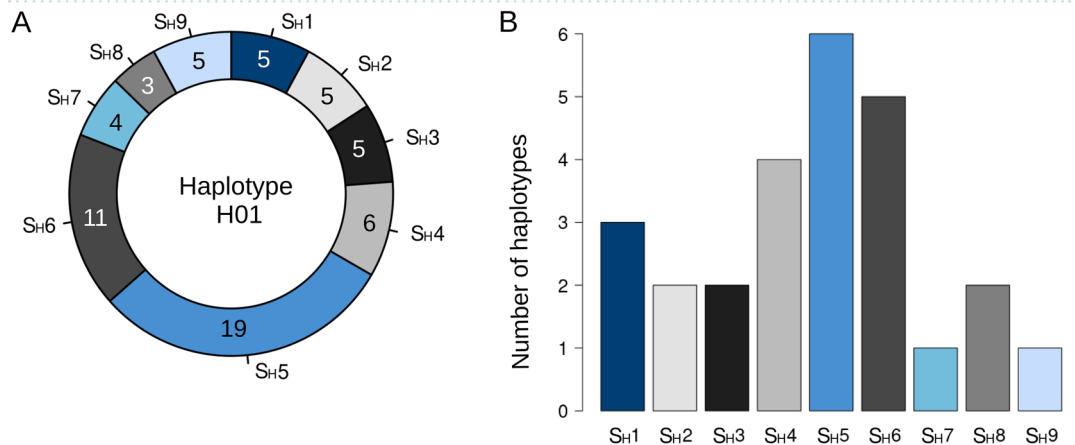 A
SH9
SH1
SH8
5
5
SH2
3
5
SH7
4
5
SH3
Haplotype
H01
SH6
11
6
SH4
19
SH5
B
Number of haplotypes
6
5
4
3
2
1
0
SH1 SH2 SH3 SH4 SH5 SH6 SH7 SH8 SH9